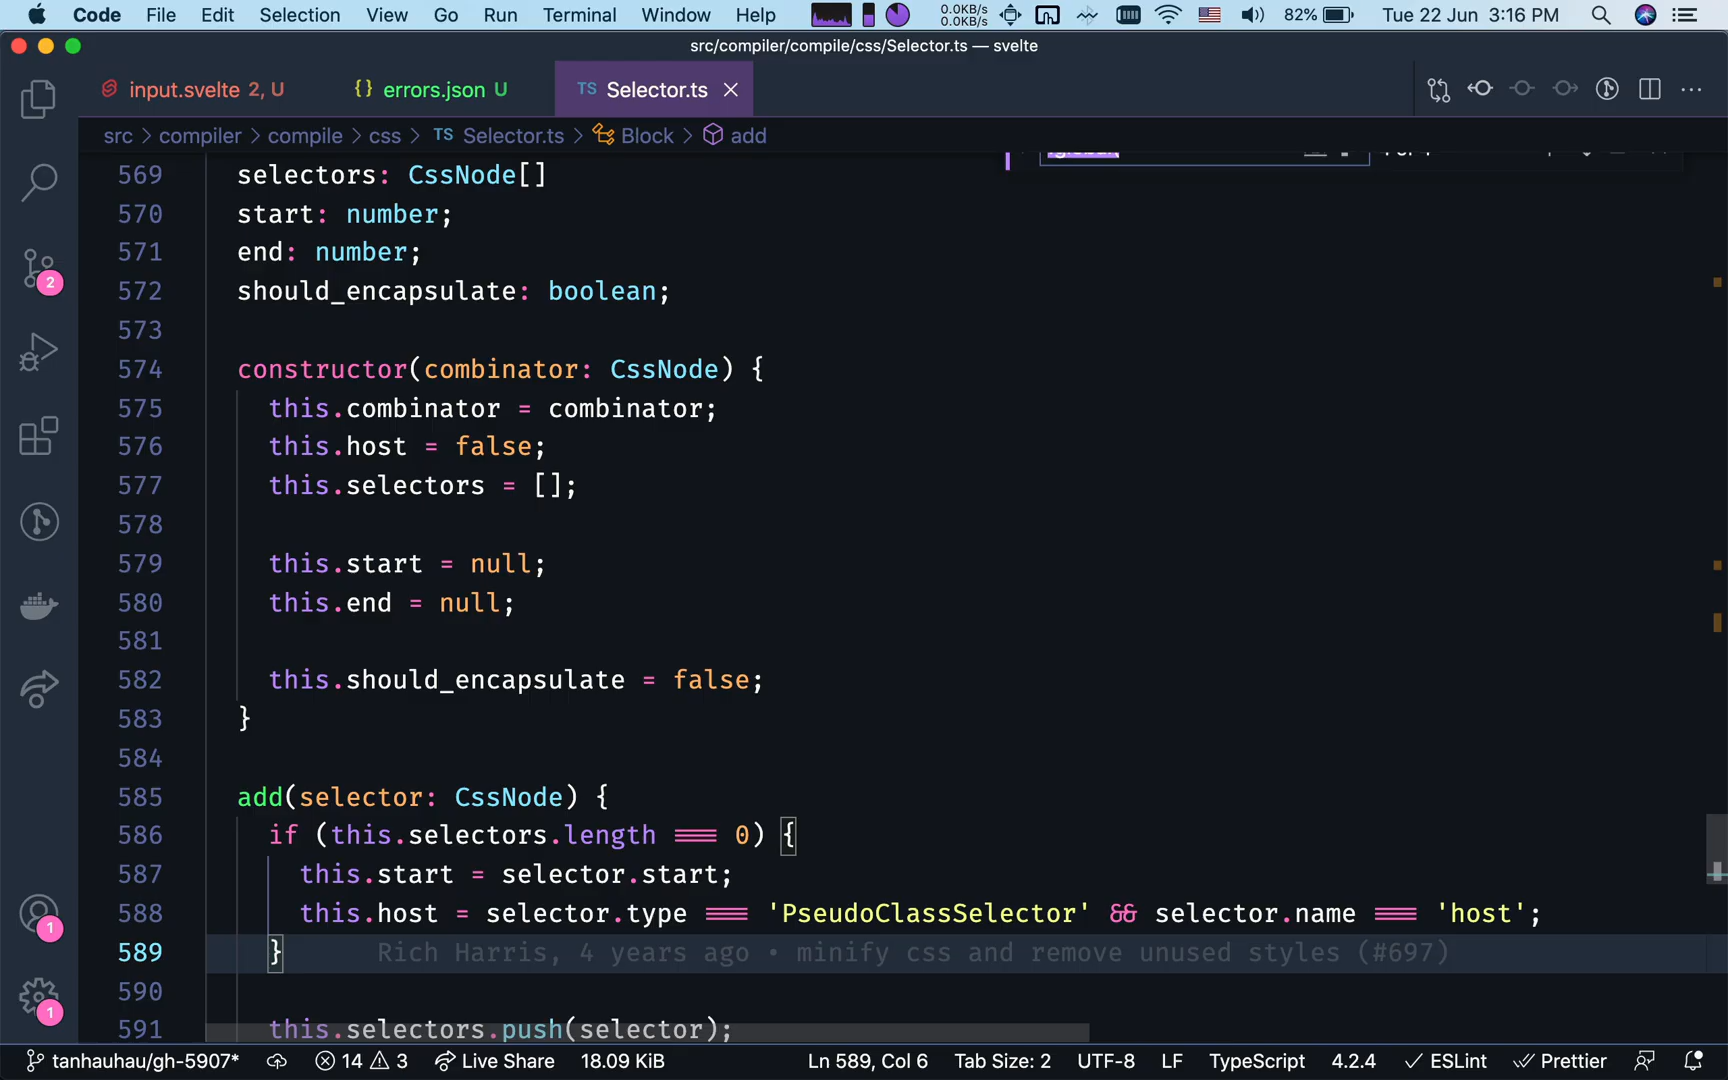 Code File Edit Selection View Go Run Terminal Window Help 0.0KB/s 82% Tue 22 Jun 3:16 PM
0.0KB/s
src/compiler/compile/css/Selector.ts — svelte
input.svelte 2, U {} errors.json U TS Selector.ts
src > compiler > compile > css > TS Selector.ts > Block > add
569 selectors: CssNode[]
570 start: number;
571 end: number;
572 should_encapsulate: boolean;
573
574 constructor(combinator: CssNode) {
575 this.combinator = combinator;
576 this.host = false;
577 this.selectors = [];
578
579 this.start = null;
580 this.end = null;
581
582 this.should_encapsulate = false;
583 }
584
585 add(selector: CssNode) {
586 if (this.selectors.length === 0) {
587 this.start = selector.start;
588 this.host = selector.type === 'PseudoClassSelector' && selector.name === 'host';
589 } Rich Harris, 4 years ago • minify css and remove unused styles (#697)
590
591 this.selectors.push(selector);
2
1
1
tanhauhau/gh-5907* 14 3 Live Share 18.09 KiB Ln 589, Col 6 Tab Size: 2 UTF-8 LF TypeScript 4.2.4 ESLint Prettier